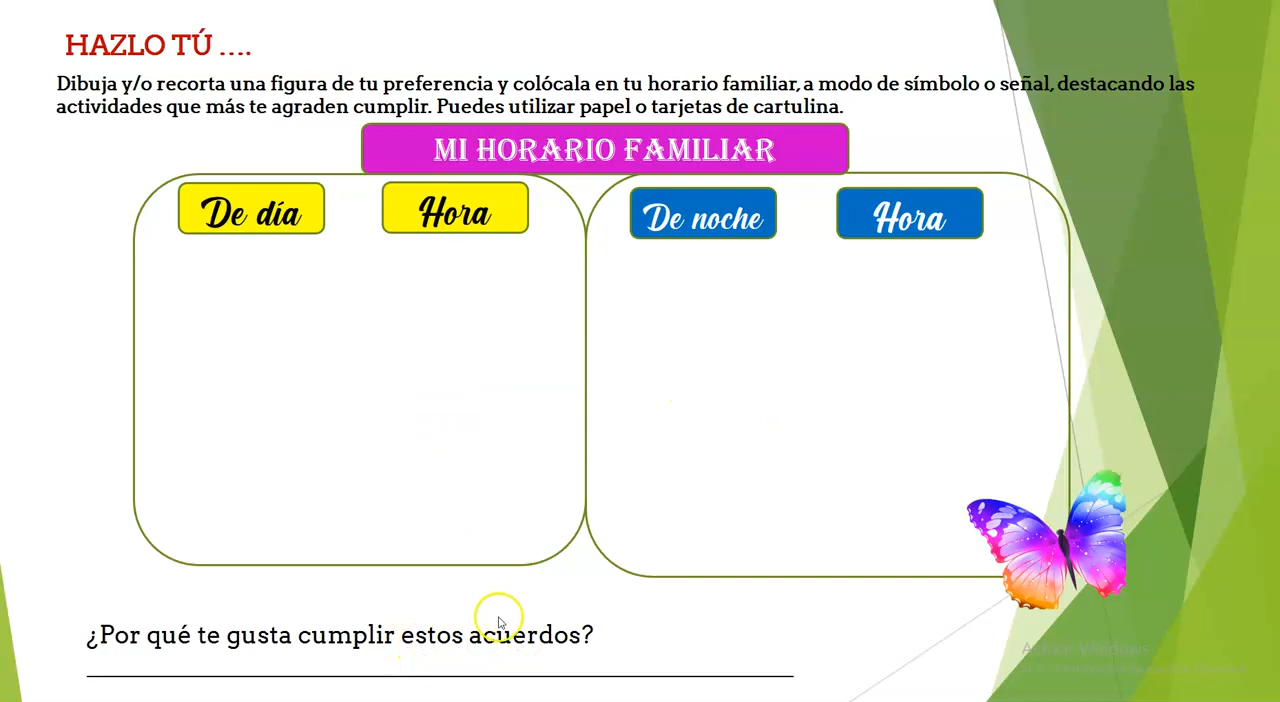 HAZLO TÚ ....
Dibuja y/o recorta una figura de tu preferencia y colócala en tu horario familiar, a modo de símbolo o señal, destacando las
actividades que más te agraden cumplir. Puedes utilizar papel o tarjetas de cartulina.
MI HORARIO FAMILIAR
De día
Hora
De noche
Hora
¿Por qué te gusta cumplir estos acuerdos?
Activar Windows